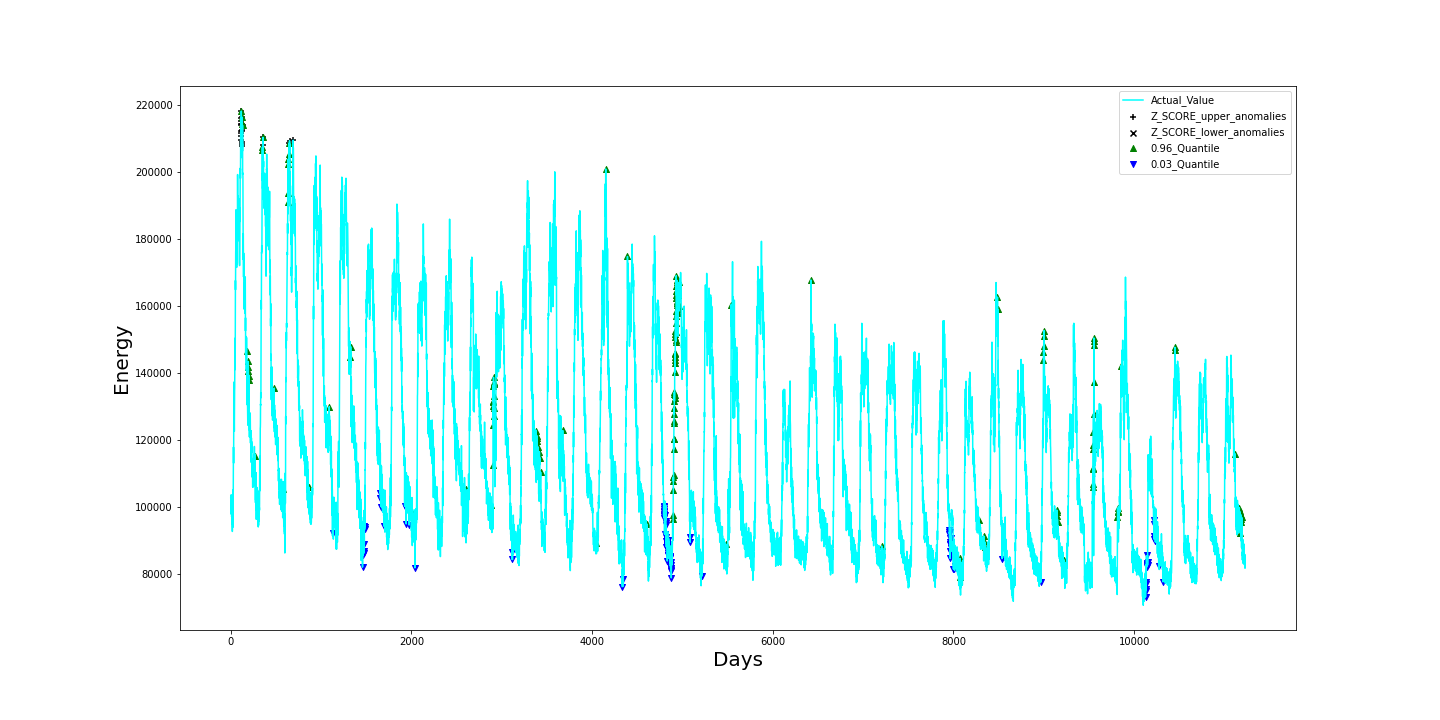 220000
200000
180000
160000
140000
120000
100000
80000
Energy
0
2000
4000
6000
8000
10000
Days
Actual_Value
Z_SCORE_upper_anomalies
Z_SCORE_lower_anomalies
0.96_Quantile
0.03_Quantile